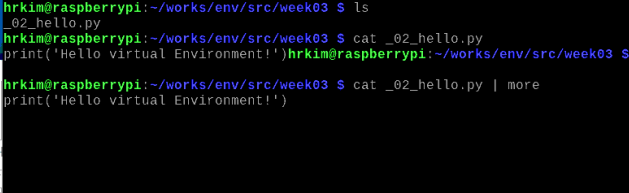 hrkim@raspberrypi:~/works/env/src/week03 $ ls
_02_hello.py
hrkim@raspberrypi:~/works/env/src/week03 $ cat _02_hello.py
print('Hello virtual Environment!')hrkim@raspberrypi:~/works/env/src/week03 $
hrkim@raspberrypi:~/works/env/src/week03 $ cat _02_hello.py | more
print('Hello virtual Environment!')